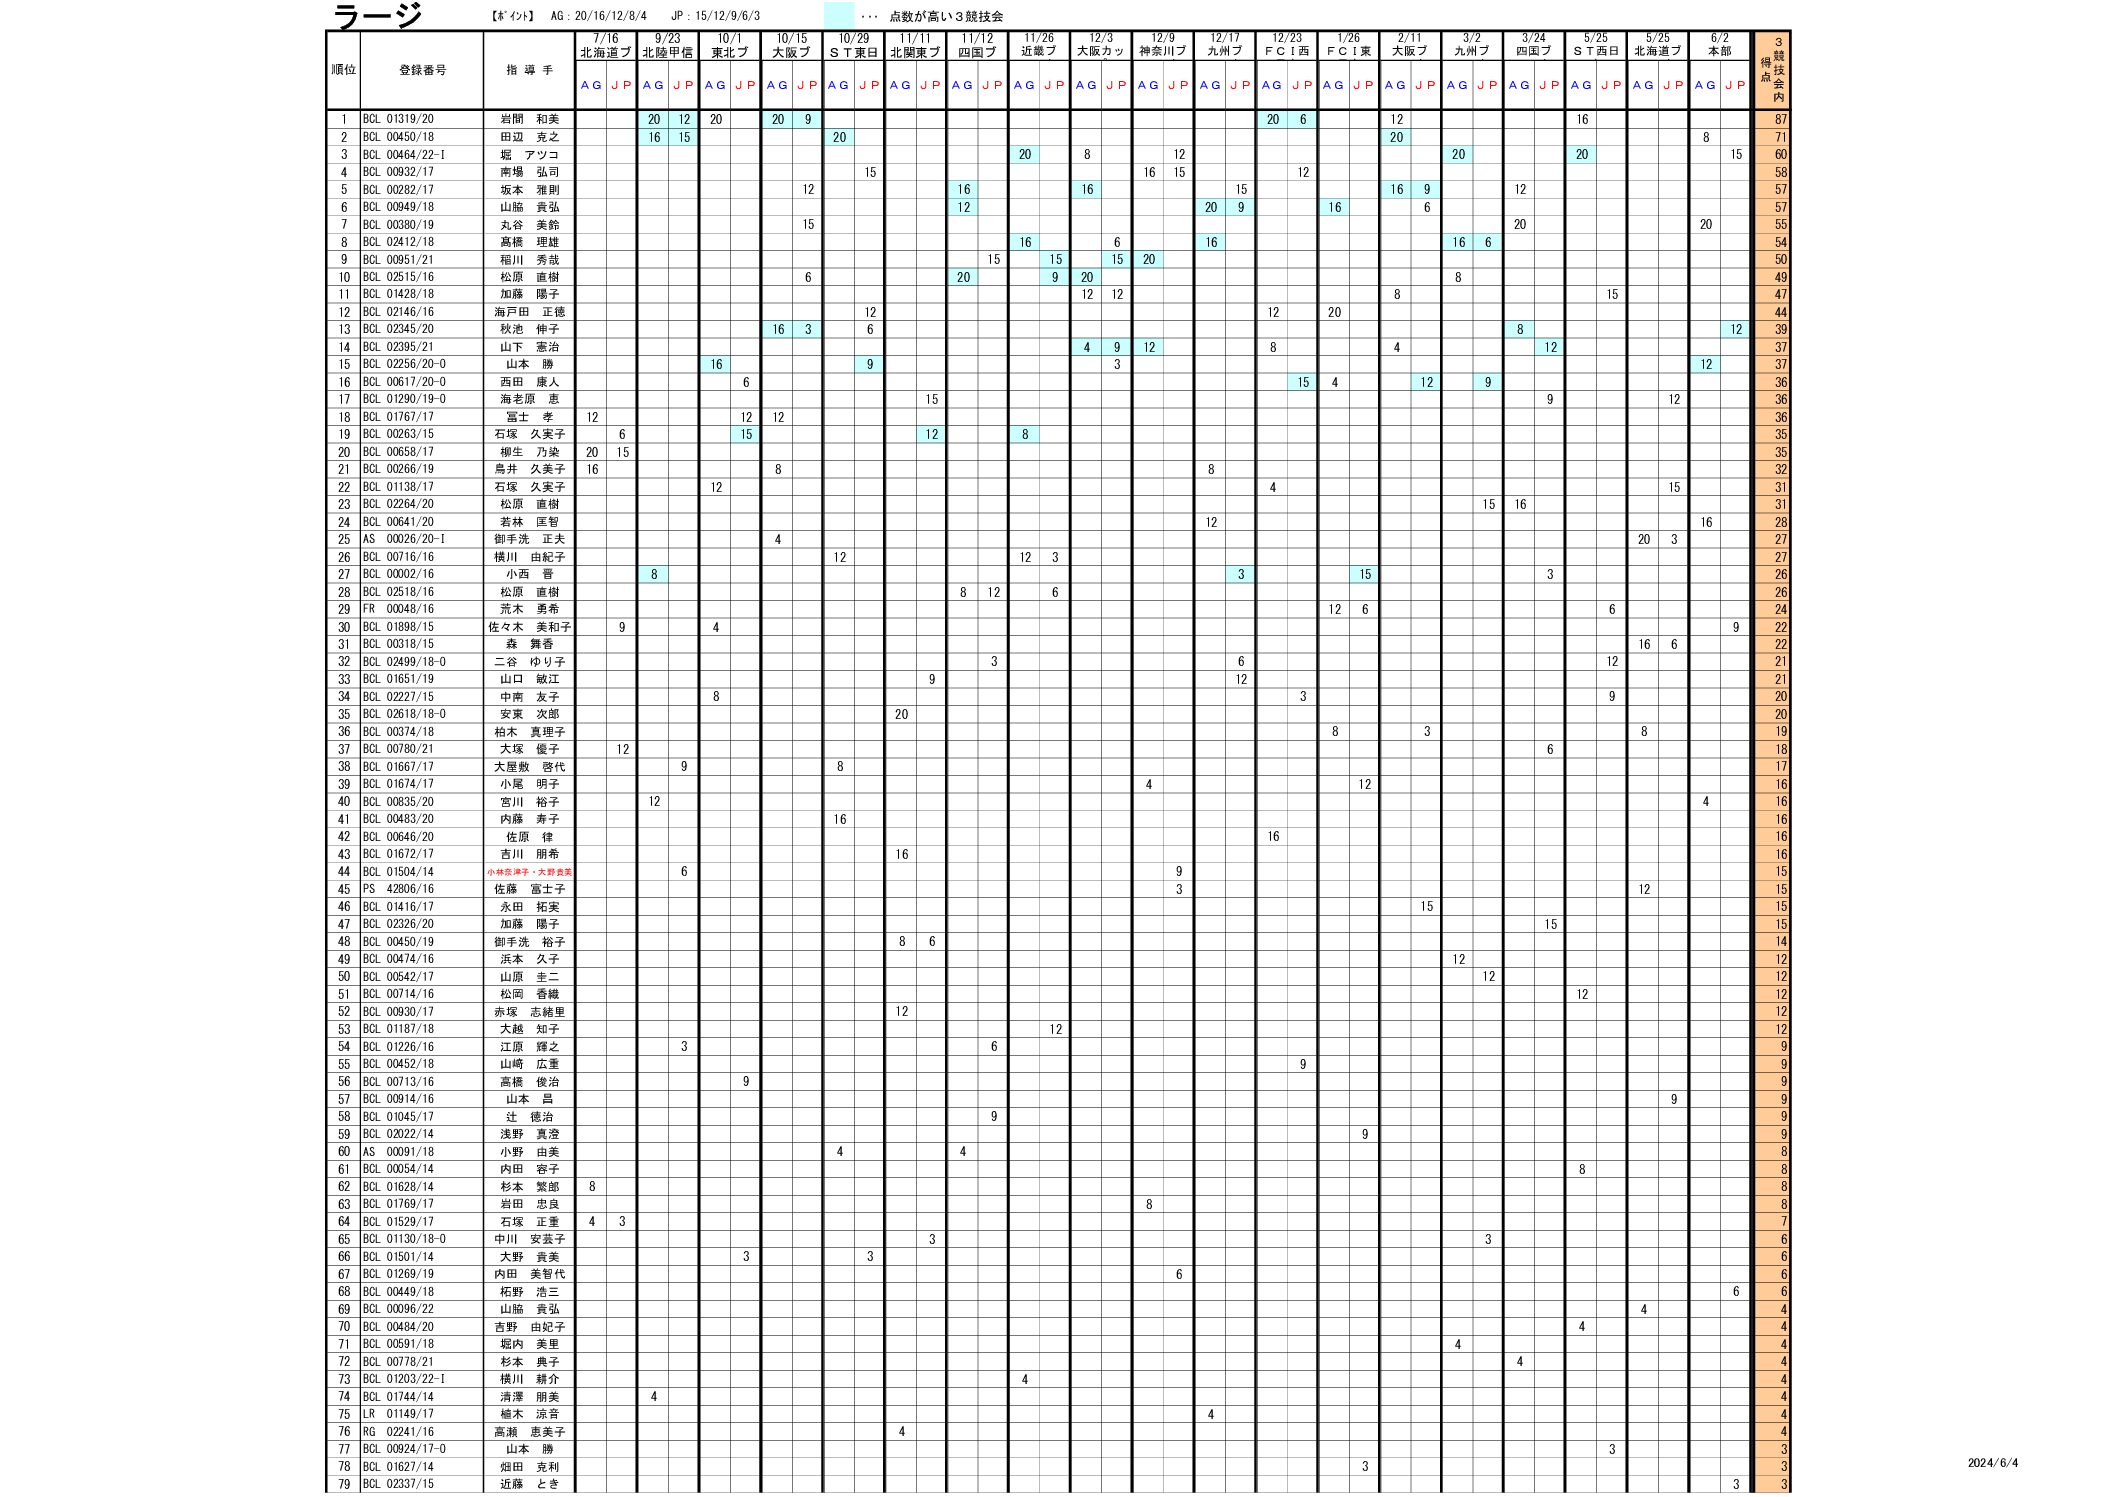 ラージ 【ポイント】 AG：20/16/12/8/4 JP：15/12/9/6/3 ･･･ 点数が高い３競技会
7/16 9/23 10/1 10/15 10/29 11/11 11/12 11/26 12/3 12/9 12/17 12/23 1/26 2/11 3/2 3/24 5/25 5/25 6/2
北海道ブ 北陸甲信 東北ブ 大阪ブ ＳＴ東日 北関東ブ 四国ブ 近畿ブ 大阪カッ 神奈川ブ 九州ブ ＦＣＩ西 ＦＣＩ東 大阪ブ 九州ブ 四国ブ ＳＴ西日 北海道ブ 本部
順位 登録番号 指導手 ３競技会内得点
AG JP AG JP AG JP AG JP AG JP AG JP AG JP AG JP AG JP AG JP AG JP AG JP AG JP AG JP AG JP AG JP AG JP AG JP AG JP
1 BCL 01319/20 岩間 和美 20 12 20 20 9 20 6 12 16 87
2 BCL 00450/18 田辺 克之 16 15 20 20 8 71
3 BCL 00464/22-I 堀 アツコ 20 8 12 20 20 15 60
4 BCL 00932/17 南場 弘司 15 16 15 12 58
5 BCL 00282/17 坂本 雅則 12 16 16 15 16 9 12 57
6 BCL 00949/18 山脇 貴弘 12 20 9 16 6 57
7 BCL 00380/19 丸谷 美鈴 15 20 20 55
8 BCL 02412/18 髙橋 理雄 16 6 16 16 6 54
9 BCL 00951/21 稲川 秀哉 15 15 15 20 50
10 BCL 02515/16 松原 直樹 6 20 9 20 8 49
11 BCL 01428/18 加藤 陽子 12 12 8 15 47
12 BCL 02146/16 海戸田 正徳 12 12 20 44
13 BCL 02345/20 秋池 伸子 16 3 6 8 12 39
14 BCL 02395/21 山下 憲治 4 9 12 8 4 12 37
15 BCL 02256/20-O 山本 勝 16 9 3 12 37
16 BCL 00617/20-O 西田 康人 6 15 4 12 9 36
17 BCL 01290/19-O 海老原 恵 15 9 12 36
18 BCL 01767/17 冨士 孝 12 12 12 36
19 BCL 00263/15 石塚 久実子 6 15 12 8 35
20 BCL 00658/17 柳生 乃染 20 15 35
21 BCL 00266/19 鳥井 久美子 16 8 8 32
22 BCL 01138/17 石塚 久実子 12 4 15 31
23 BCL 02264/20 松原 直樹 15 16 31
24 BCL 00641/20 若林 匡智 12 16 28
25 AS 00026/20-I 御手洗 正夫 4 20 3 27
26 BCL 00716/16 横川 由紀子 12 12 3 27
27 BCL 00002/16 小西 晋 8 3 15 3 26
28 BCL 02518/16 松原 直樹 8 12 6 26
29 FR 00048/16 荒木 勇希 12 6 6 24
30 BCL 01898/15 佐々木 美和子 9 4 9 22
31 BCL 00318/15 森 舞香 16 6 22
32 BCL 02499/18-O 二谷 ゆり子 3 6 12 21
33 BCL 01651/19 山口 敏江 9 12 21
34 BCL 02227/15 中南 友子 8 3 9 20
35 BCL 02618/18-O 安東 次郎 20 20
36 BCL 00374/18 柏木 真理子 8 3 8 19
37 BCL 00780/21 大塚 優子 12 6 18
38 BCL 01667/17 大屋敷 啓代 9 8 17
39 BCL 01674/17 小尾 明子 4 12 16
40 BCL 00835/20 宮川 裕子 12 4 16
41 BCL 00483/20 内藤 寿子 16 16
42 BCL 00646/20 佐原 律 16 16
43 BCL 01672/17 吉川 朋希 16 16
44 BCL 01504/14 小林奈津子・大野貴美 6 9 15
45 PS 42806/16 佐藤 富士子 3 12 15
46 BCL 01416/17 永田 拓実 15 15
47 BCL 02326/20 加藤 陽子 15 15
48 BCL 00450/19 御手洗 裕子 8 6 14
49 BCL 00474/16 浜本 久子 12 12
50 BCL 00542/17 山原 圭二 12 12
51 BCL 00714/16 松岡 香織 12 12
52 BCL 00930/17 赤塚 志緒里 12 12
53 BCL 01187/18 大越 知子 12 12
54 BCL 01226/16 江原 輝之 3 6 9
55 BCL 00452/18 山﨑 広重 9 9
56 BCL 00713/16 高橋 俊治 9 9
57 BCL 00914/16 山本 昌 9 9
58 BCL 01045/17 辻 徳治 9 9
59 BCL 02022/14 浅野 真澄 9 9
60 AS 00091/18 小野 由美 4 4 8
61 BCL 00054/14 内田 容子 8 8
62 BCL 01628/14 杉本 繁郎 8 8
63 BCL 01769/17 岩田 忠良 8 8
64 BCL 01529/17 石塚 正重 4 3 7
65 BCL 01130/18-O 中川 安芸子 3 3 6
66 BCL 01501/14 大野 貴美 3 3 6
67 BCL 01269/19 内田 美智代 6 6
68 BCL 00449/18 柘野 浩三 6 6
69 BCL 00096/22 山脇 貴弘 4 4
70 BCL 00484/20 吉野 由妃子 4 4
71 BCL 00591/18 堀内 美里 4 4
72 BCL 00778/21 杉本 典子 4 4
73 BCL 01203/22-I 横川 耕介 4 4
74 BCL 01744/14 清澤 朋美 4 4
75 LR 01149/17 植木 涼音 4 4
76 RG 02241/16 高瀬 恵美子 4 4
77 BCL 00924/17-O 山本 勝 3 3
78 BCL 01627/14 畑田 克利 3 3
79 BCL 02337/15 近藤 とき 3 3
2024/6/4